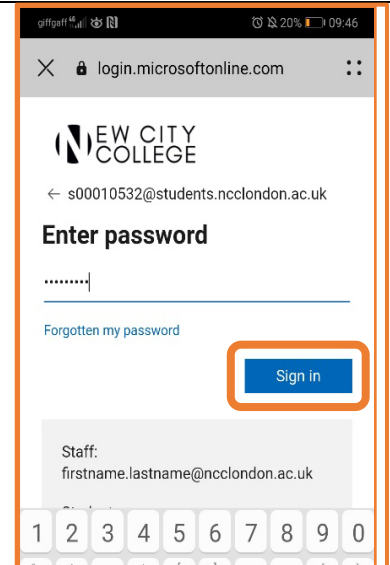 giffgaff 4G 20% 09:46
login.microsoftonline.com
NEW CITY
COLLEGE
← s00010532@students.ncclondon.ac.uk
Enter password
•••••••••
Forgotten my password
Sign in
Staff:
firstname.lastname@ncclondon.ac.uk
1 2 3 4 5 6 7 8 9 0